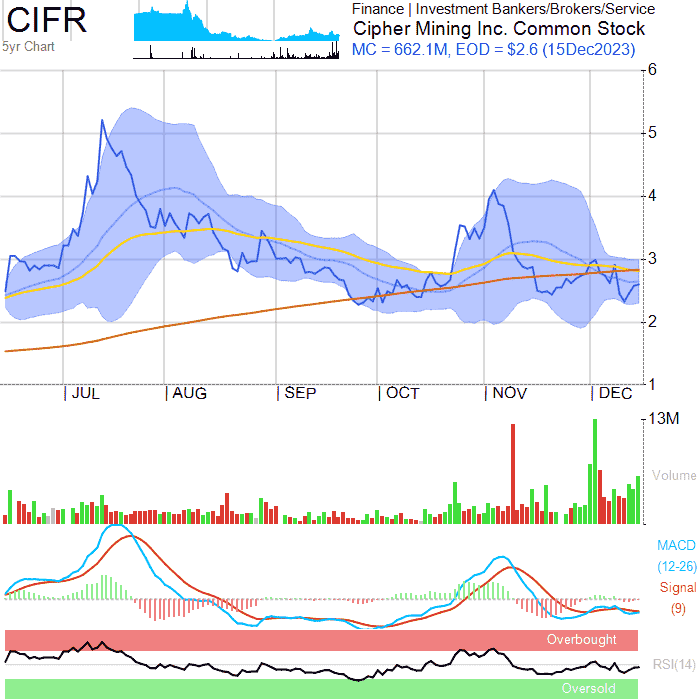 CIFR
5yr Chart
Finance | Investment Bankers/Brokers/Service
Cipher Mining Inc. Common Stock
MC = 662.1M, EOD = $2.6 (15Dec2023)
6
5
4
3
2
1
JUL AUG SEP OCT NOV DEC
13M
Volume
MACD
(12-26)
Signal
(9)
Overbought
RSI(14)
Oversold